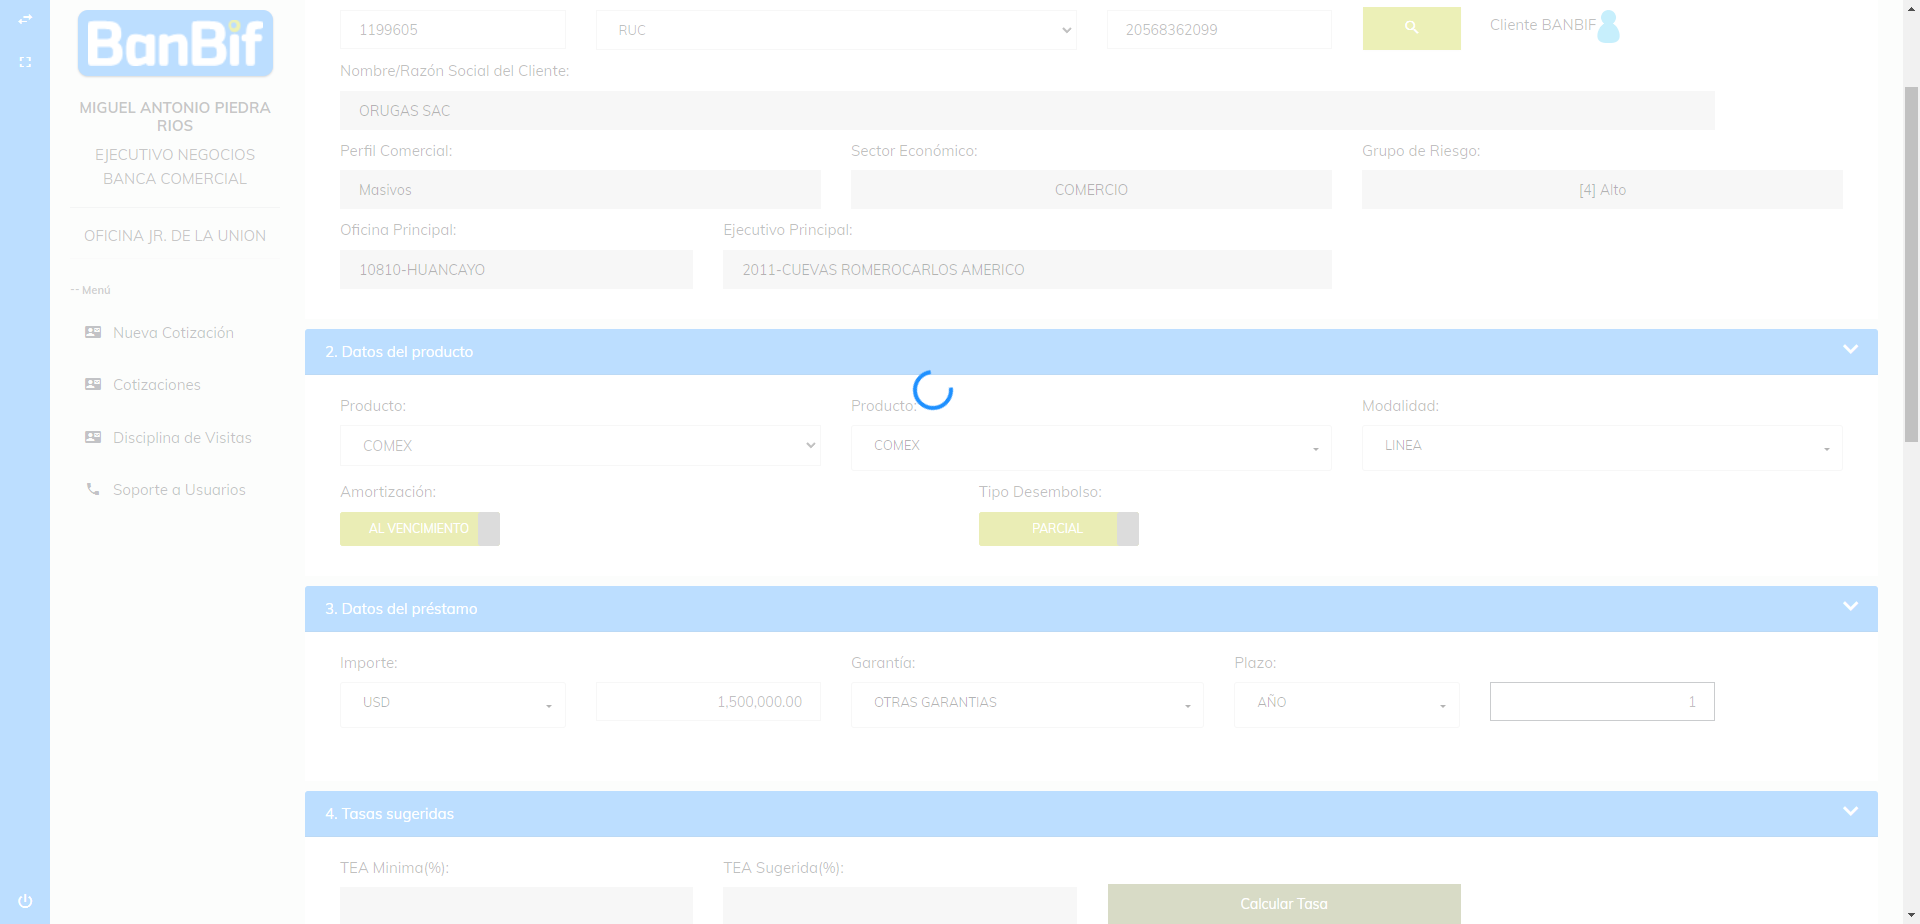 BanBif
MIGUEL ANTONIO PIEDRA
RIOS
EJECUTIVO NEGOCIOS
BANCA COMERCIAL
OFICINA JR. DE LA UNION
-- Menú
Nueva Cotización
Cotizaciones
Disciplina de Visitas
Soporte a Usuarios
1199605 RUC 20568362099 Cliente BANBIF
Nombre/Razón Social del Cliente:
ORUGAS SAC
Perfil Comercial: Sector Económico: Grupo de Riesgo:
Masivos COMERCIO [4] Alto
Oficina Principal: Ejecutivo Principal:
10810-HUANCAYO 2011-CUEVAS ROMEROCARLOS AMERICO
2. Datos del producto
Producto: Producto: Modalidad:
COMEX COMEX LINEA
Amortización: Tipo Desembolso:
AL VENCIMIENTO PARCIAL
3. Datos del préstamo
Importe: Garantía: Plazo:
USD 1,500,000.00 OTRAS GARANTIAS AÑO 1
4. Tasas sugeridas
TEA Minima(%): TEA Sugerida(%):
Calcular Tasa